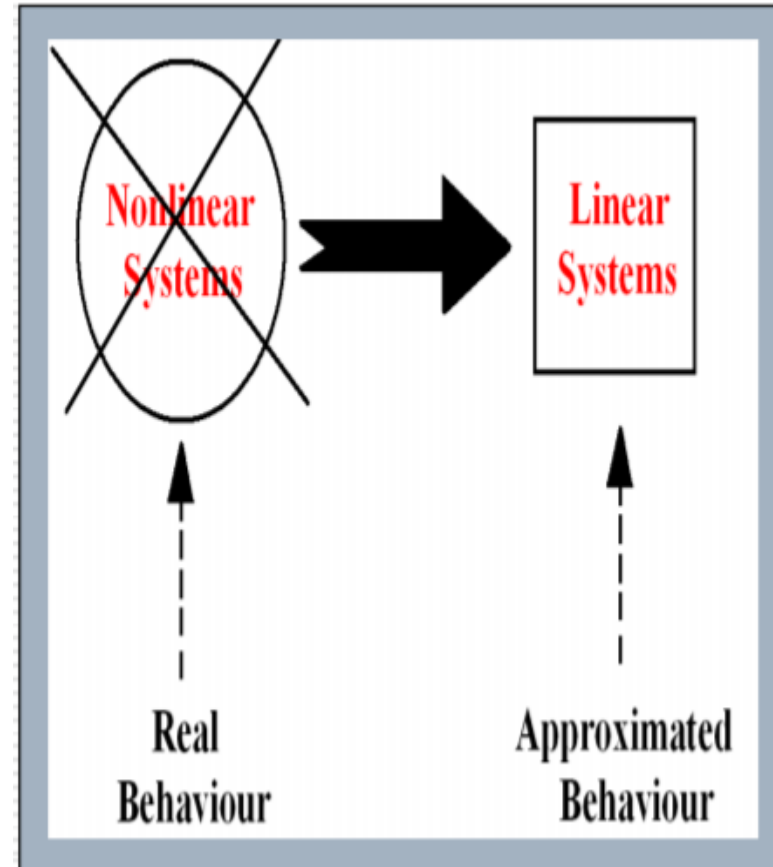 Nonlinear
Systems
Linear
Systems
Real
Behaviour
Approximated
Behaviour